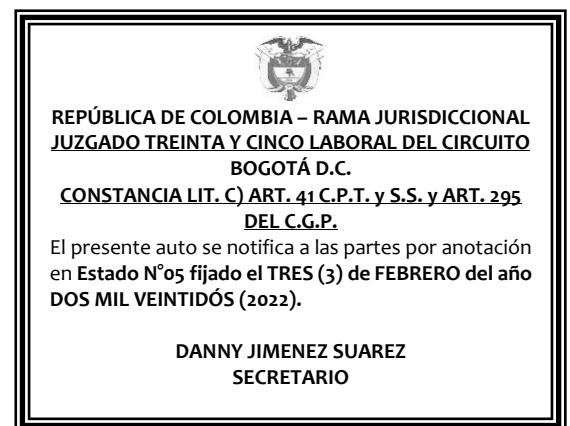 REPÚBLICA DE COLOMBIA – RAMA JURISDICCIONAL
JUZGADO TREINTA Y CINCO LABORAL DEL CIRCUITO
BOGOTÁ D.C.
CONSTANCIA LIT. C) ART. 41 C.P.T. y S.S. y ART. 295
DEL C.G.P.
El presente auto se notifica a las partes por anotación
en Estado N°05 fijado el TRES (3) de FEBRERO del año
DOS MIL VEINTIDÓS (2022).
DANNY JIMENEZ SUAREZ
SECRETARIO